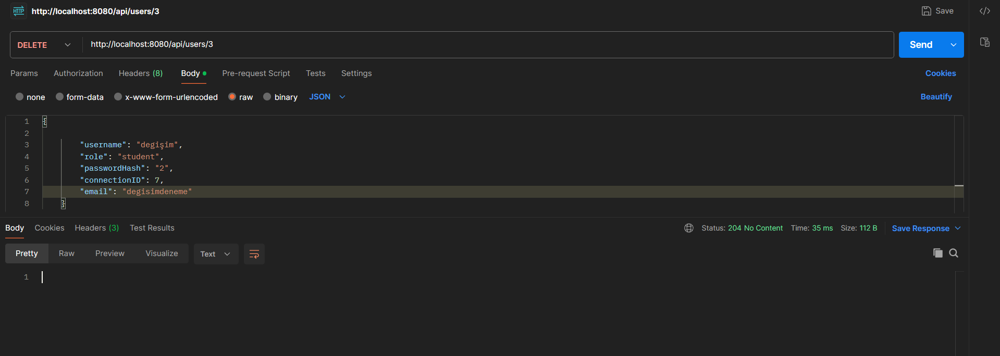 HTTP http://localhost:8080/api/users/3 Save
DELETE http://localhost:8080/api/users/3 Send
Params Authorization Headers (8) Body Pre-request Script Tests Settings Cookies
none form-data x-www-form-urlencoded raw binary JSON Beautify
1 {
2
3 "username": "degişim",
4 "role": "student",
5 "passwordHash": "2",
6 "connectionID": 7,
7 "email": "degisimdeneme"
8 }
Body Cookies Headers (3) Test Results Status: 204 No Content Time: 35 ms Size: 112 B Save Response
Pretty Raw Preview Visualize Text
1